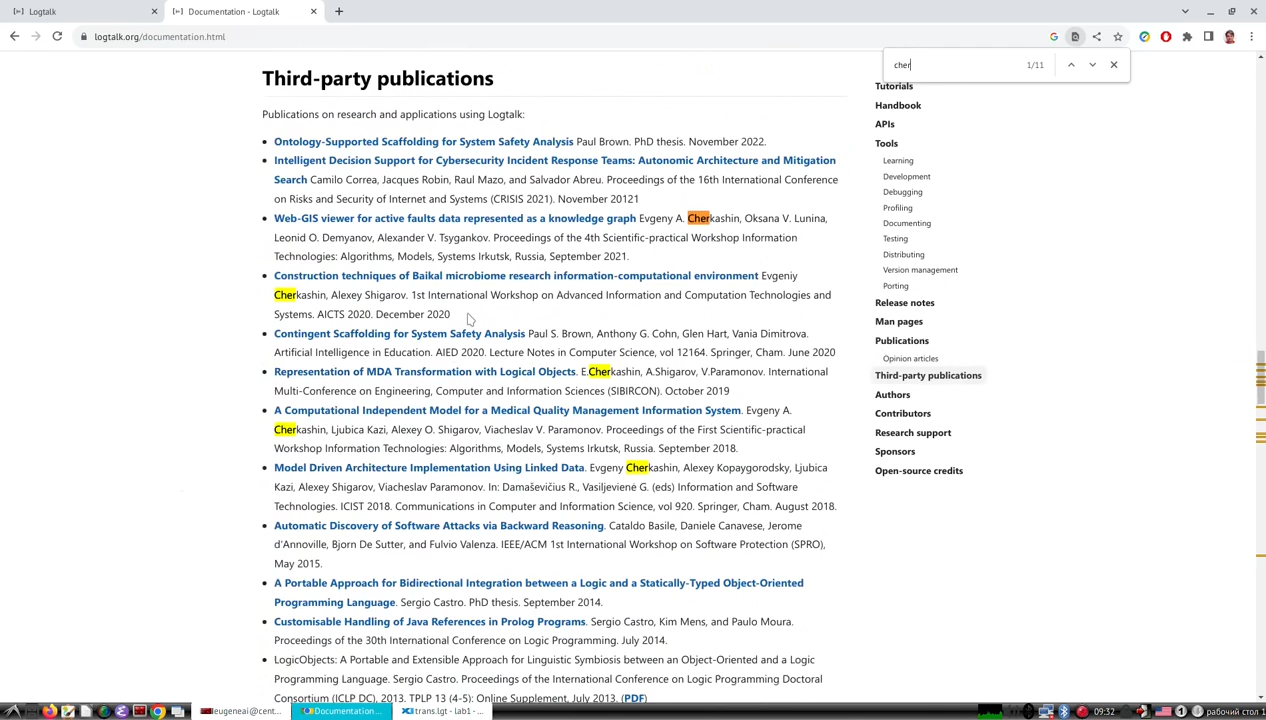 Logtalk
Documentation - Logtalk
logtalk.org/documentation.html
cher
1/11
Third-party publications
Publications on research and applications using Logtalk:
Ontology-Supported Scaffolding for System Safety Analysis Paul Brown. PhD thesis. November 2022.
Intelligent Decision Support for Cybersecurity Incident Response Teams: Autonomic Architecture and Mitigation
Search Camilo Correa, Jacques Robin, Raul Mazo, and Salvador Abreu. Proceedings of the 16th International Conference
on Risks and Security of Internet and Systems (CRISIS 2021). November 20121
Web-GIS viewer for active faults data represented as a knowledge graph Evgeny A. Cherkashin, Oksana V. Lunina,
Leonid O. Demyanov, Alexander V. Tsygankov. Proceedings of the 4th Scientific-practical Workshop Information
Technologies: Algorithms, Models, Systems Irkutsk, Russia, September 2021.
Construction techniques of Baikal microbiome research information-computational environment Evgeniy
Cherkashin, Alexey Shigarov. 1st International Workshop on Advanced Information and Computation Technologies and
Systems. AICTS 2020. December 2020
Contingent Scaffolding for System Safety Analysis Paul S. Brown, Anthony G. Cohn, Glen Hart, Vania Dimitrova.
Artificial Intelligence in Education. AIED 2020. Lecture Notes in Computer Science, vol 12164. Springer, Cham. June 2020
Representation of MDA Transformation with Logical Objects. E.Cherkashin, A.Shigarov, V.Paramonov. International
Multi-Conference on Engineering, Computer and Information Sciences (SIBIRCON). October 2019
A Computational Independent Model for a Medical Quality Management Information System. Evgeny A.
Cherkashin, Ljubica Kazi, Alexey O. Shigarov, Viacheslav V. Paramonov. Proceedings of the First Scientific-practical
Workshop Information Technologies: Algorithms, Models, Systems Irkutsk, Russia. September 2018.
Model Driven Architecture Implementation Using Linked Data. Evgeny Cherkashin, Alexey Kopaygorodsky, Ljubica
Kazi, Alexey Shigarov, Viacheslav Paramonov. In: Damaševičius R., Vasiljevienė G. (eds) Information and Software
Technologies. ICIST 2018. Communications in Computer and Information Science, vol 920. Springer, Cham. August 2018.
Automatic Discovery of Software Attacks via Backward Reasoning. Cataldo Basile, Daniele Canavese, Jerome
d'Annoville, Bjorn De Sutter, and Fulvio Valenza. IEEE/ACM 1st International Workshop on Software Protection (SPRO),
May 2015.
A Portable Approach for Bidirectional Integration between a Logic and a Statically-Typed Object-Oriented
Programming Language. Sergio Castro. PhD thesis. September 2014.
Customisable Handling of Java References in Prolog Programs. Sergio Castro, Kim Mens, and Paulo Moura.
Proceedings of the 30th International Conference on Logic Programming. July 2014.
LogicObjects: A Portable and Extensible Approach for Linguistic Symbiosis between an Object-Oriented and a Logic
Programming Language. Sergio Castro. Proceedings of the International Conference on Logic Programming Doctoral
Consortium (ICLP DC), 2013. TPLP 13 (4-5): Online Supplement, July 2013. (PDF)
Tutorials
Handbook
APIs
Tools
Learning
Development
Debugging
Profiling
Documenting
Testing
Distributing
Version management
Porting
Release notes
Man pages
Publications
Opinion articles
Third-party publications
Authors
Contributors
Research support
Sponsors
Open-source credits
eugeneai@cent...
Documentation...
trans.lgt - lab1 - ...
09:32
рабочий стол 1